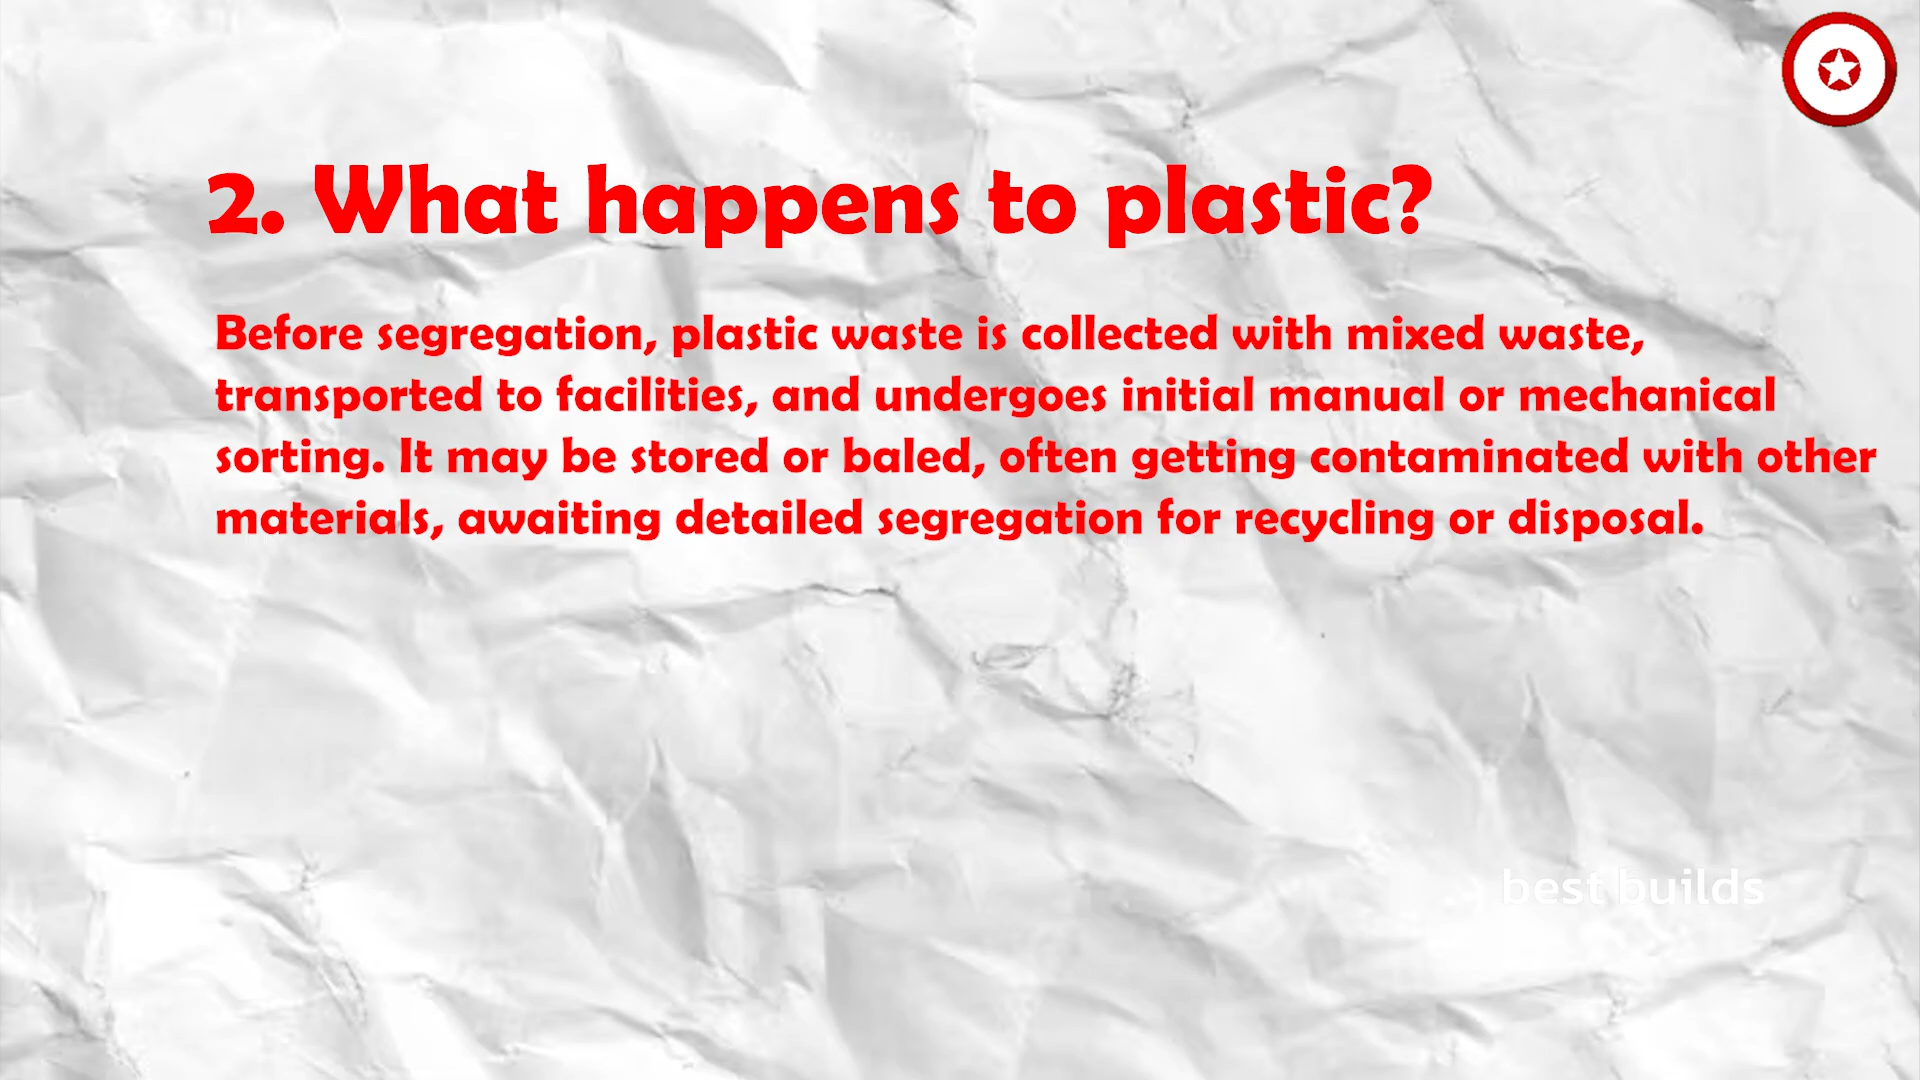 2. What happens to plastic?
Before segregation, plastic waste is collected with mixed waste,
transported to facilities, and undergoes initial manual or mechanical
sorting. It may be stored or baled, often getting contaminated with other
materials, awaiting detailed segregation for recycling or disposal.
best builds